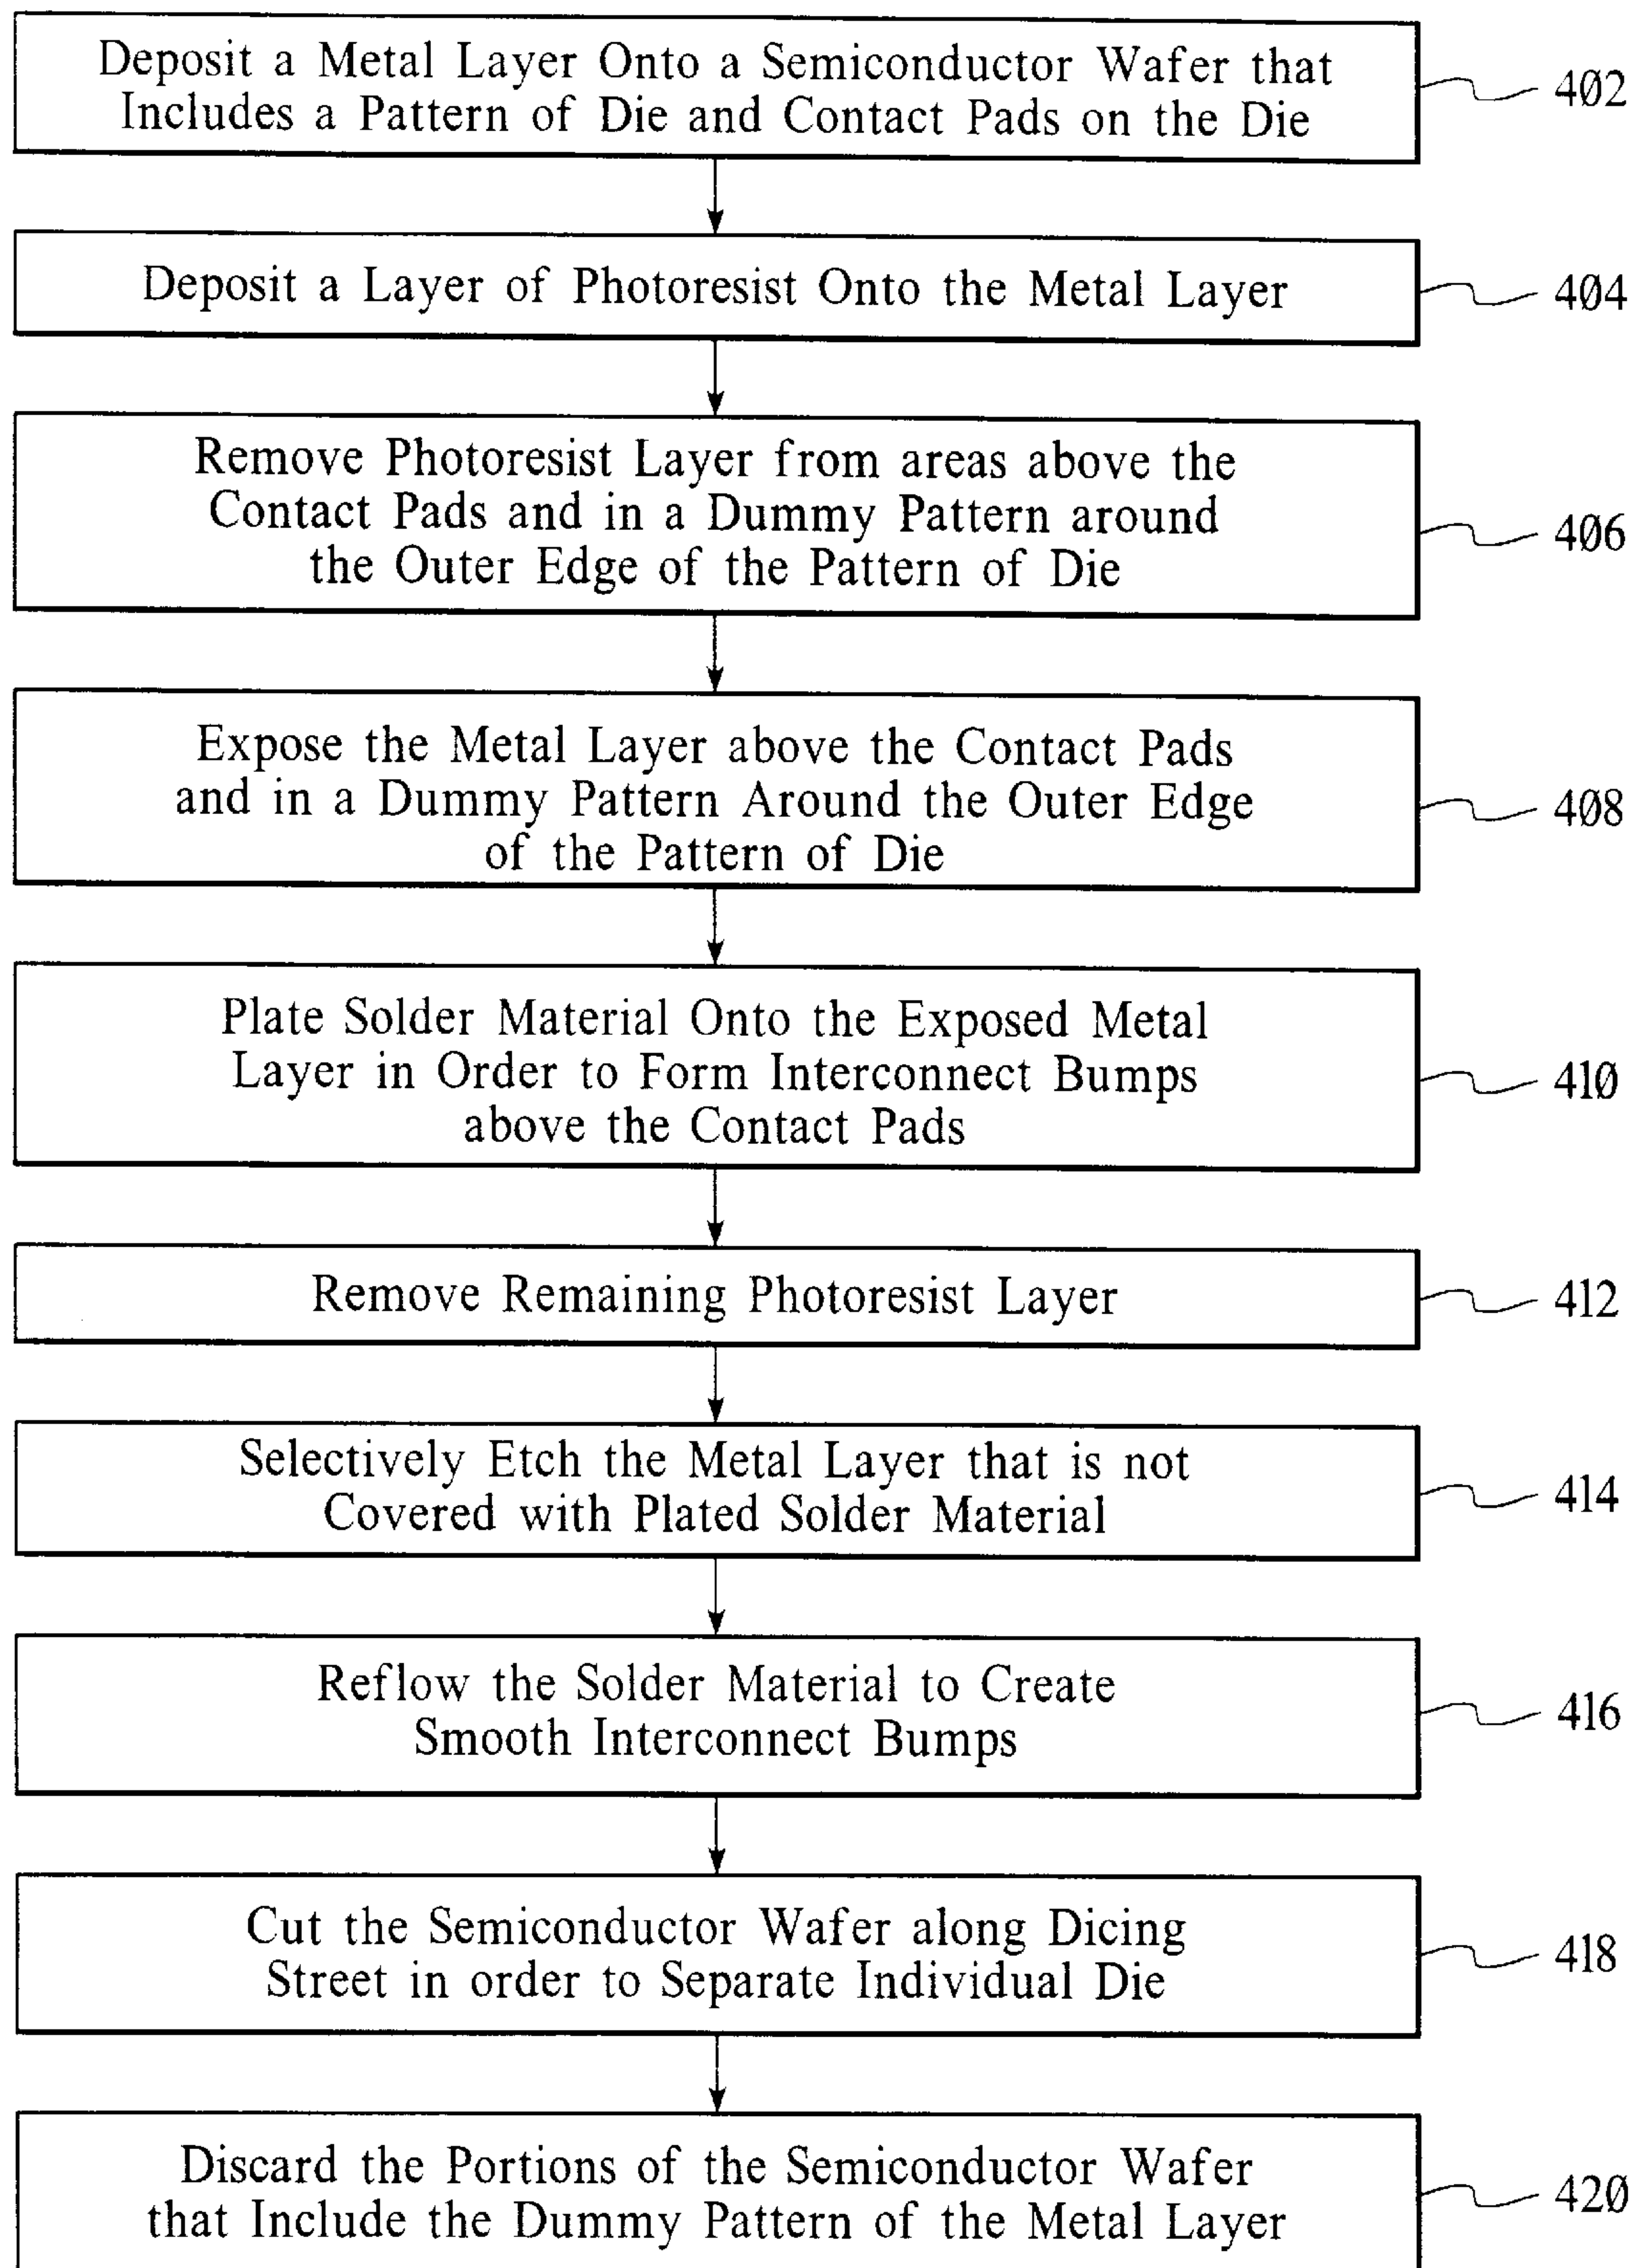 Deposit a Metal Layer Onto a Semiconductor Wafer that
Includes a Pattern of Die and Contact Pads on the Die
402
Deposit a Layer of Photoresist Onto the Metal Layer
404
Remove Photoresist Layer from areas above the
Contact Pads and in a Dummy Pattern around
the Outer Edge of the Pattern of Die
406
Expose the Metal Layer above the Contact Pads
and in a Dummy Pattern Around the Outer Edge
of the Pattern of Die
408
Plate Solder Material Onto the Exposed Metal
Layer in Order to Form Interconnect Bumps
above the Contact Pads
410
Remove Remaining Photoresist Layer
412
Selectively Etch the Metal Layer that is not
Covered with Plated Solder Material
414
Reflow the Solder Material to Create
Smooth Interconnect Bumps
416
Cut the Semiconductor Wafer along Dicing
Street in order to Separate Individual Die
418
Discard the Portions of the Semiconductor Wafer
that Include the Dummy Pattern of the Metal Layer
420